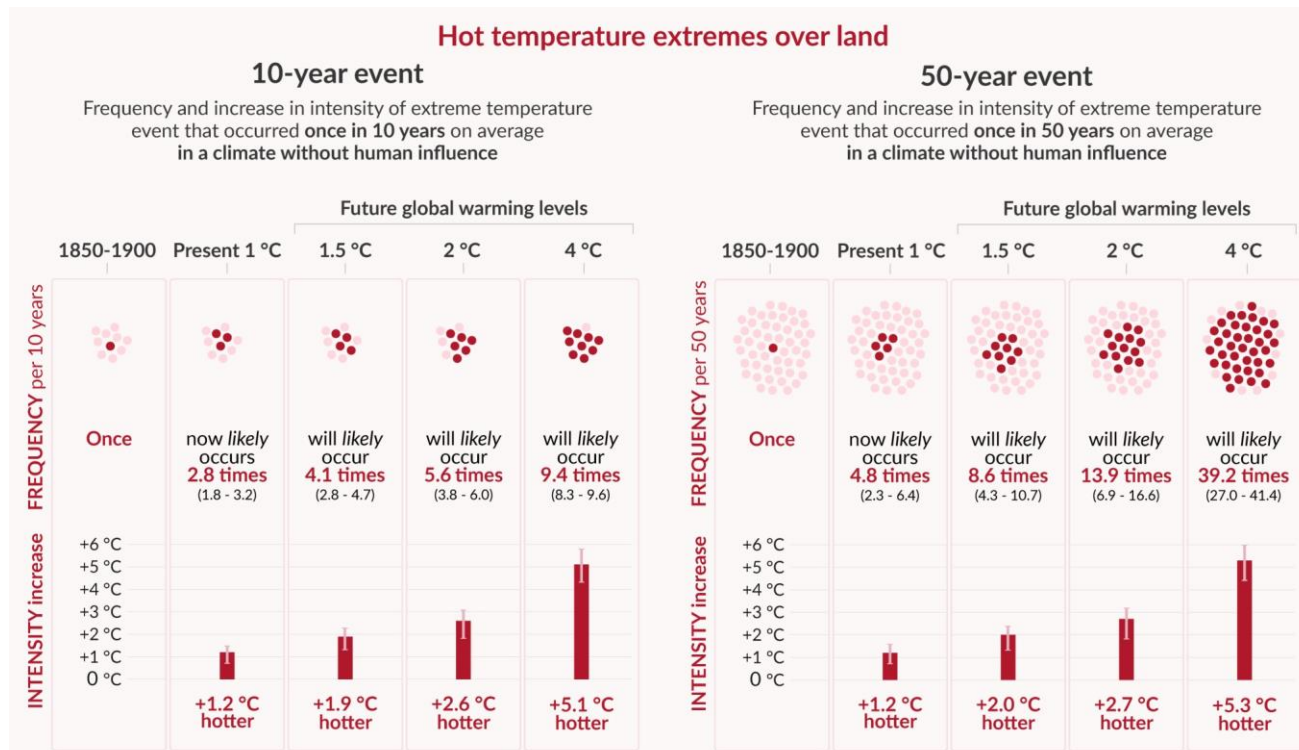 Hot temperature extremes over land
10-year event
Frequency and increase in intensity of extreme temperature
event that occurred once in 10 years on average
in a climate without human influence
Future global warming levels
1850-1900 Present 1 °C 1.5 °C 2 °C 4 °C
FREQUENCY per 10 years
Once
now likely occurs 2.8 times (1.8 - 3.2)
will likely occur 4.1 times (2.8 - 4.7)
will likely occur 5.6 times (3.8 - 6.0)
will likely occur 9.4 times (8.3 - 9.6)
INTENSITY increase
+6 °C
+5 °C
+4 °C
+3 °C
+2 °C
+1 °C
0 °C
+1.2 °C hotter
+1.9 °C hotter
+2.6 °C hotter
+5.1 °C hotter
50-year event
Frequency and increase in intensity of extreme temperature
event that occurred once in 50 years on average
in a climate without human influence
Future global warming levels
1850-1900 Present 1 °C 1.5 °C 2 °C 4 °C
FREQUENCY per 50 years
Once
now likely occurs 4.8 times (2.3 - 6.4)
will likely occur 8.6 times (4.3 - 10.7)
will likely occur 13.9 times (6.9 - 16.6)
will likely occur 39.2 times (27.0 - 41.4)
INTENSITY increase
+6 °C
+5 °C
+4 °C
+3 °C
+2 °C
+1 °C
0 °C
+1.2 °C hotter
+2.0 °C hotter
+2.7 °C hotter
+5.3 °C hotter